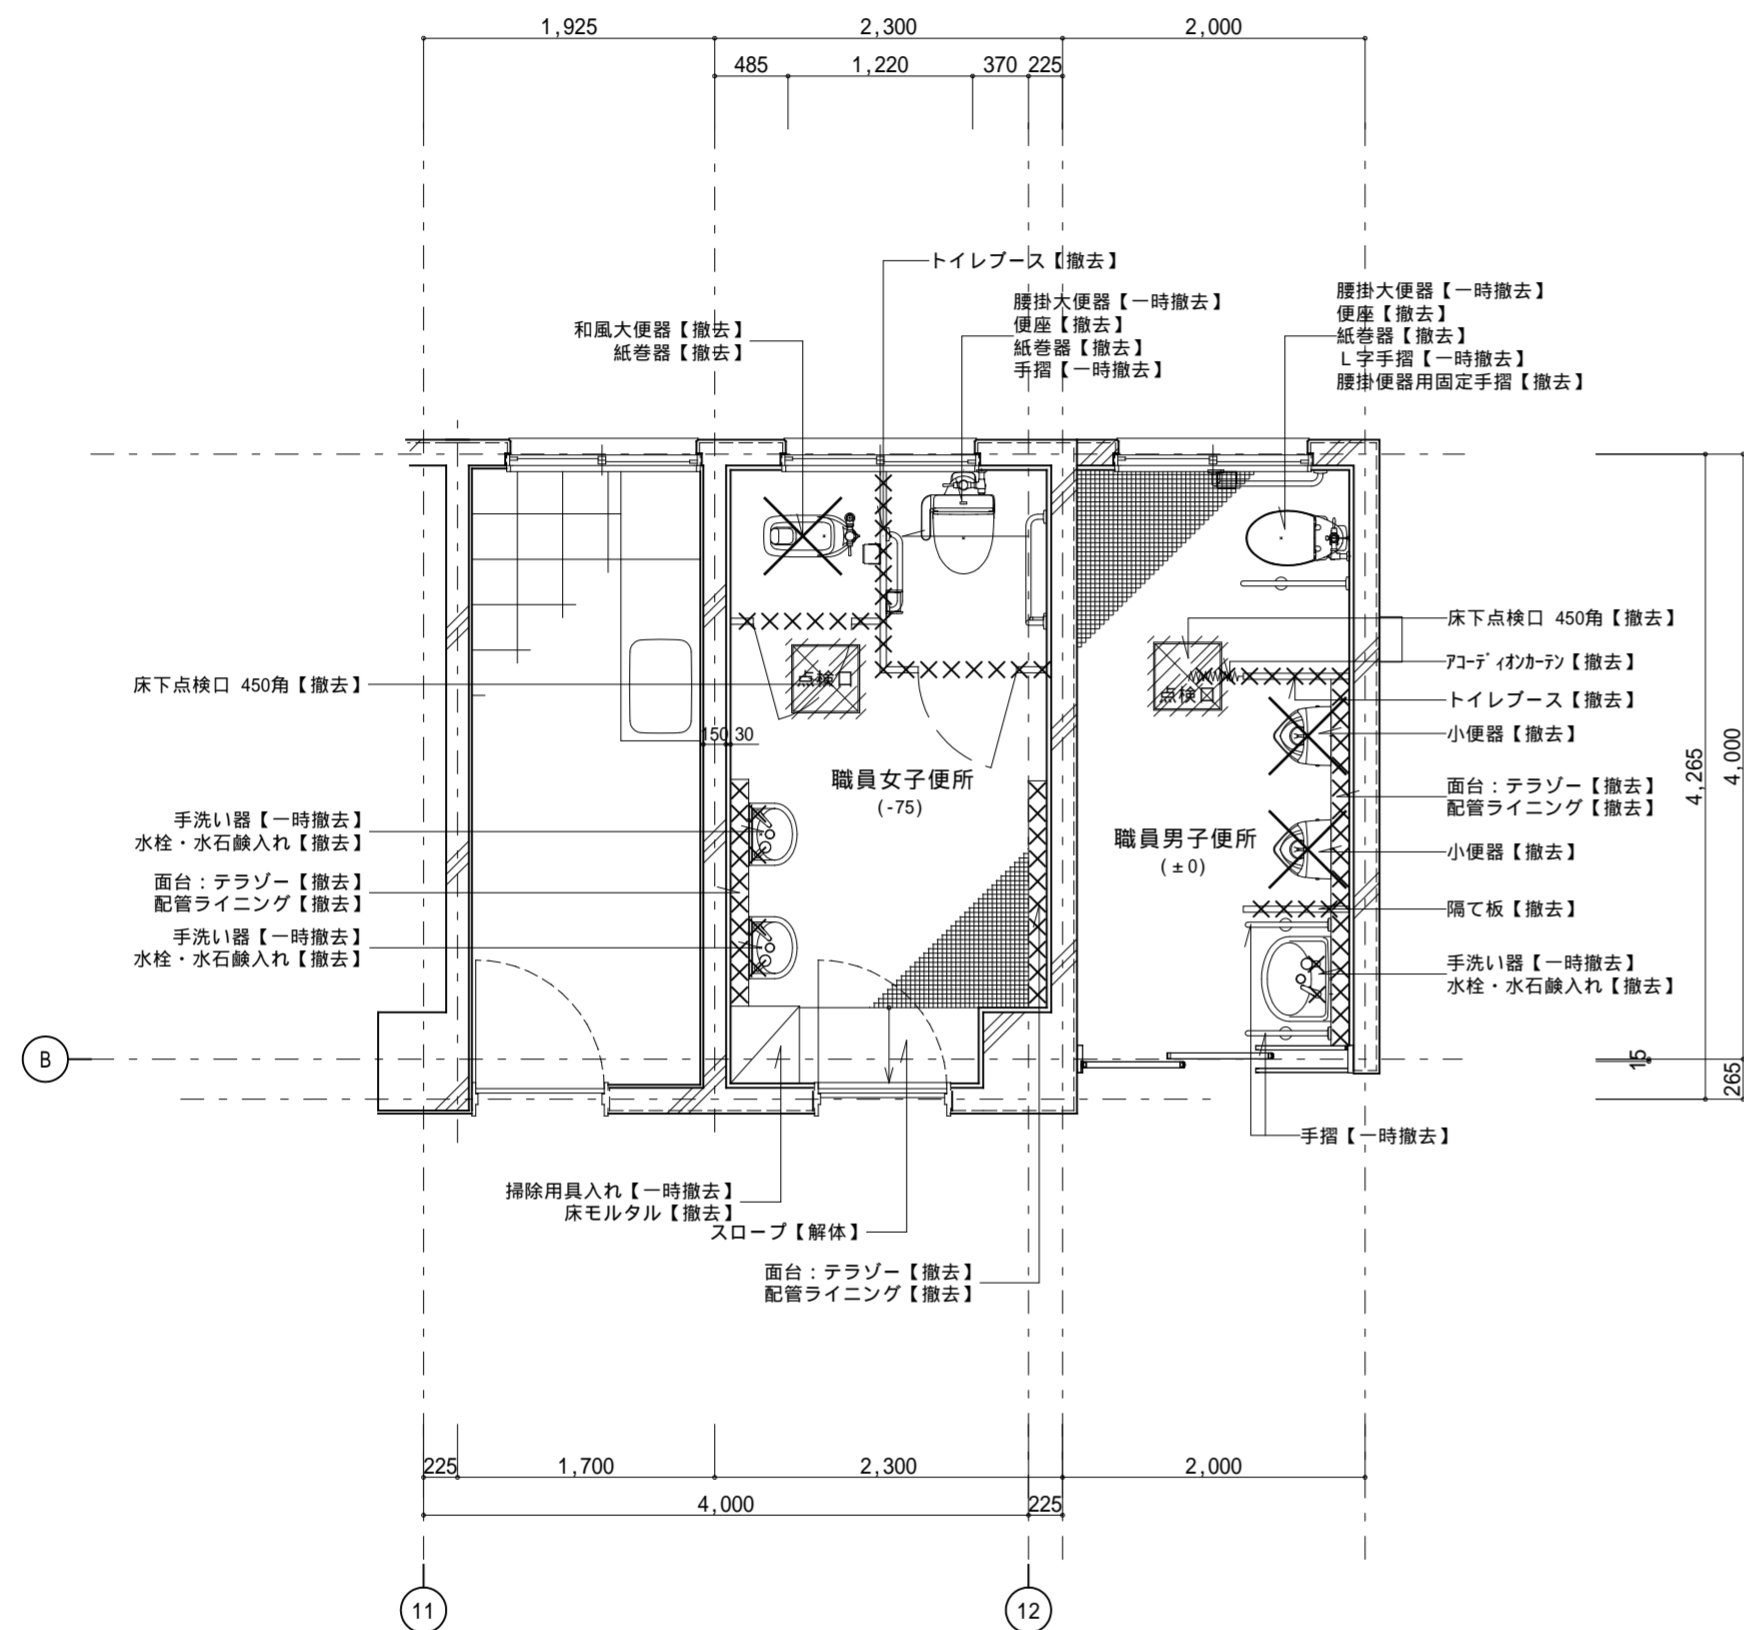 1,925
2,300
2,000
485
1,220
370
225
トイレブース【撤去】
和風大便器【撤去】
紙巻器【撤去】
腰掛大便器【一時撤去】
便座【撤去】
紙巻器【撤去】
手摺【一時撤去】
腰掛大便器【一時撤去】
便座【撤去】
紙巻器【撤去】
L字手摺【一時撤去】
腰掛便器用固定手摺【撤去】
床下点検口 450角【撤去】
点検口
点検口
床下点検口 450角【撤去】
ｱｺｰﾃﾞｨｵﾝｶｰﾃﾝ【撤去】
トイレブース【撤去】
小便器【撤去】
150
30
職員女子便所
(-75)
面台：テラゾー【撤去】
配管ライニング【撤去】
職員男子便所
(±0)
小便器【撤去】
隔て板【撤去】
手洗い器【一時撤去】
水栓・水石鹸入れ【撤去】
手洗い器【一時撤去】
水栓・水石鹸入れ【撤去】
面台：テラゾー【撤去】
配管ライニング【撤去】
手洗い器【一時撤去】
水栓・水石鹸入れ【撤去】
4,265
4,000
15
265
B
手摺【一時撤去】
掃除用具入れ【一時撤去】
床モルタル【撤去】
スロープ【解体】
面台：テラゾー【撤去】
配管ライニング【撤去】
225
1,700
2,300
2,000
4,000
225
11
12